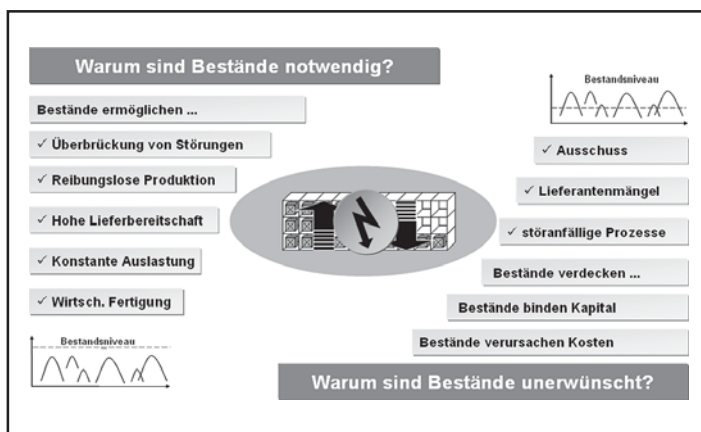 Warum sind Bestände notwendig?
Bestände ermöglichen ...
✓ Überbrückung von Störungen
✓ Reibungslose Produktion
✓ Hohe Lieferbereitschaft
✓ Konstante Auslastung
✓ Wirtsch. Fertigung
Bestandsniveau
Bestandsniveau
✓ Ausschuss
✓ Lieferantenmängel
✓ störanfällige Prozesse
Bestände verdecken ...
Bestände binden Kapital
Bestände verursachen Kosten
Warum sind Bestände unerwünscht?